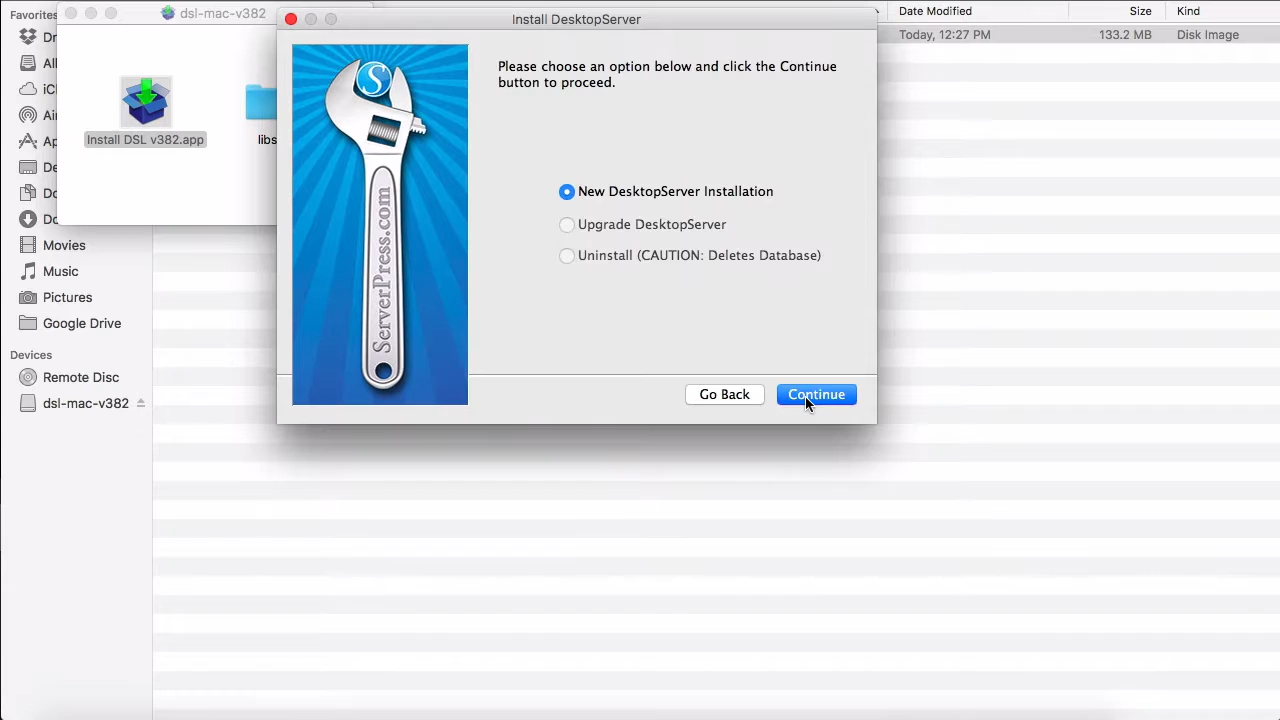 Favorites
dsl-mac-v382
Install DesktopServer
Date Modified
Size
Kind
Today, 12:27 PM
133.2 MB
Disk Image
Install DSL v382.app
libs
Movies
Music
Pictures
Google Drive
Devices
Remote Disc
dsl-mac-v382
S
ServerPress.com
Please choose an option below and click the Continue
button to proceed.
New DesktopServer Installation
Upgrade DesktopServer
Uninstall (CAUTION: Deletes Database)
Go Back
Continue